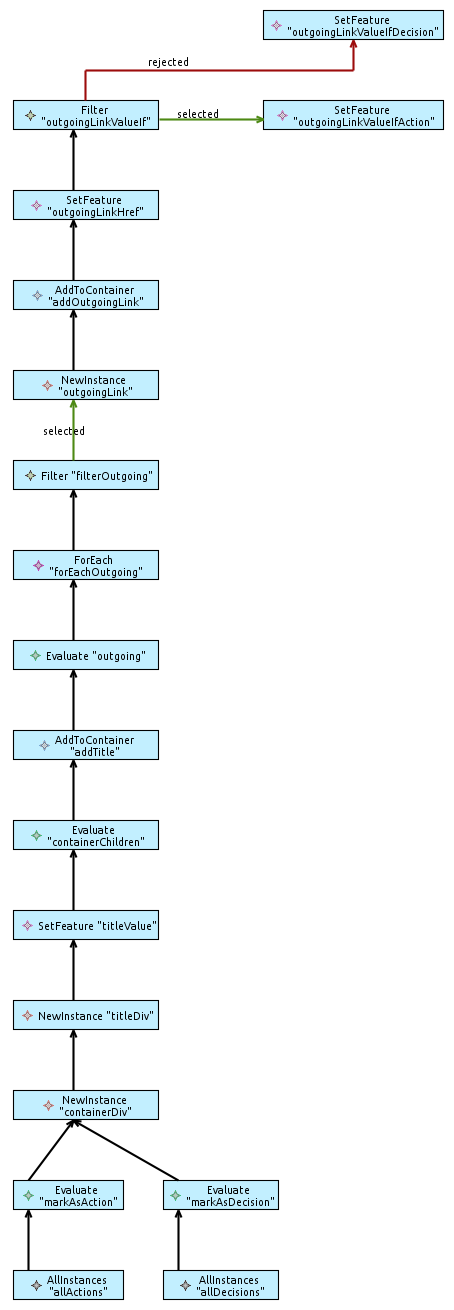 SetFeature
"outgoingLinkValueIfDecision"
rejected
Filter
"outgoingLinkValueIf"
selected
SetFeature
"outgoingLinkValueIfAction"
SetFeature
"outgoingLinkHref"
AddToContainer
"addOutgoingLink"
NewInstance
"outgoingLink"
selected
Filter "filterOutgoing"
ForEach
"forEachOutgoing"
Evaluate "outgoing"
AddToContainer
"addTitle"
Evaluate
"containerChildren"
SetFeature "titleValue"
NewInstance "titleDiv"
NewInstance
"containerDiv"
Evaluate
"markAsAction"
Evaluate
"markAsDecision"
AllInstances
"allActions"
AllInstances
"allDecisions"